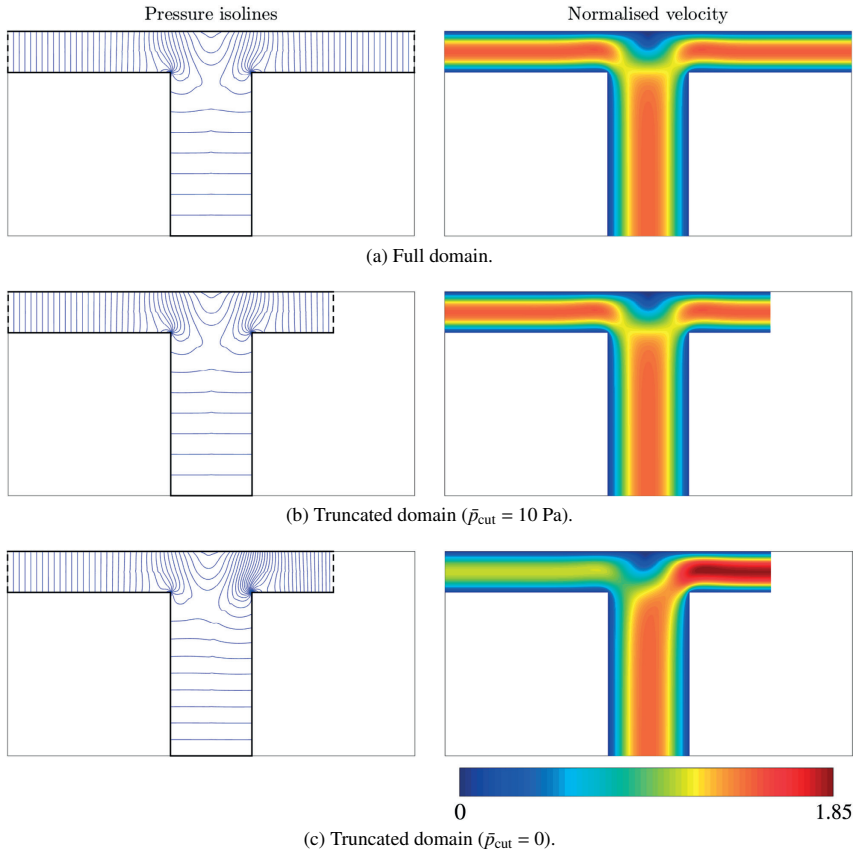 Pressure isolines
Normalised velocity
(a) Full domain.
(b) Truncated domain (p̄cut = 10 Pa).
0
1.85
(c) Truncated domain (p̄cut = 0).